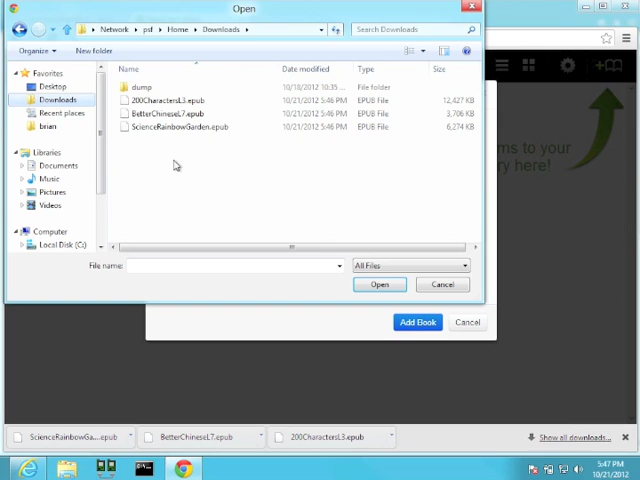 Open
Network ▸ psf ▸ Home ▸ Downloads ▸
Search Downloads
Organize
New folder
Name
Date modified
Type
Size
Favorites
Desktop
Downloads
Recent places
brian
Libraries
Documents
Music
Pictures
Videos
Computer
Local Disk (C:)
dump 10/18/2012 10:35 ... File folder
200CharactersL3.epub 10/21/2012 5:46 PM EPUB File 12,427 KB
BetterChineseL7.epub 10/21/2012 5:46 PM EPUB File 3,706 KB
ScienceRainbowGarden.epub 10/21/2012 5:46 PM EPUB File 6,274 KB
File name:
All Files
Open
Cancel
ms to your
ry here!
Add Book
Cancel
ScienceRainbowGa....epub
BetterChineseL7.epub
200CharactersL3.epub
Show all downloads...
5:47 PM
10/21/2012